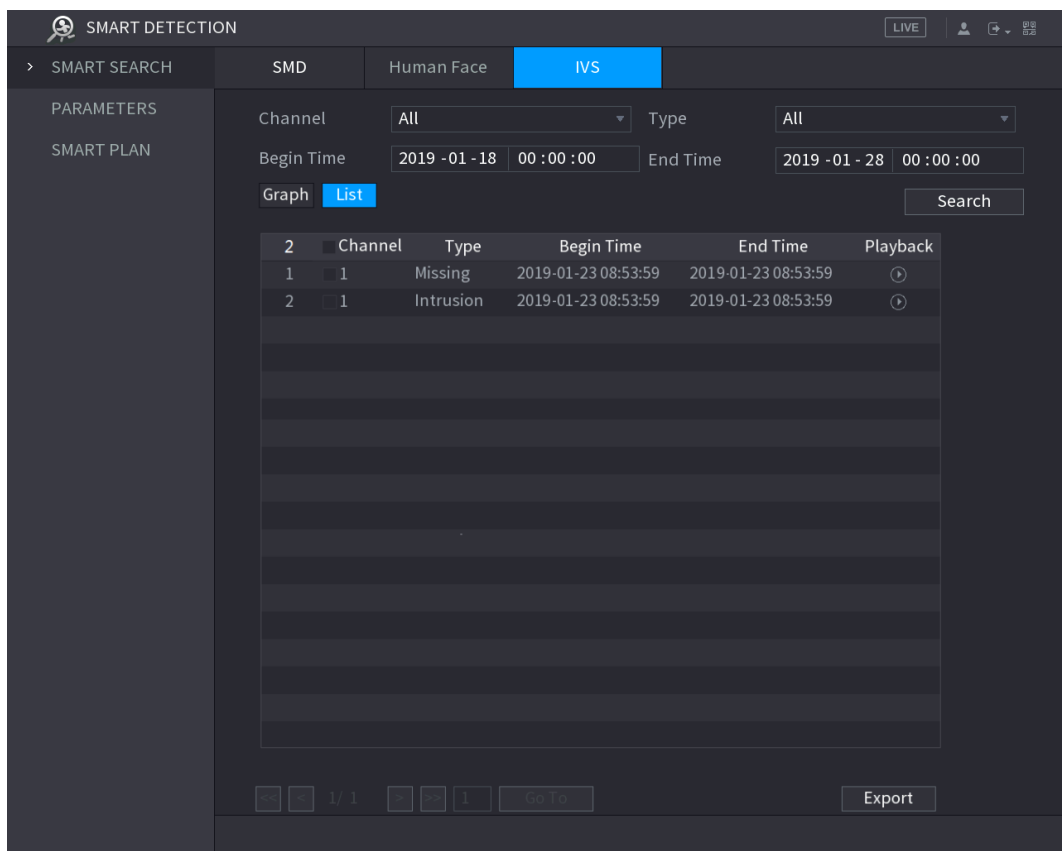 SMART DETECTION LIVE
SMART SEARCH SMD Human Face IVS
PARAMETERS
SMART PLAN
Channel All Type All
Begin Time 2019 -01 -18 00 :00 :00 End Time 2019 -01 - 28 00 :00 :00
Graph List
Search
2 Channel Type Begin Time End Time Playback
1 1 Missing 2019-01-23 08:53:59 2019-01-23 08:53:59
2 1 Intrusion 2019-01-23 08:53:59 2019-01-23 08:53:59
<< < 1/ 1 > >> 1 Go To Export